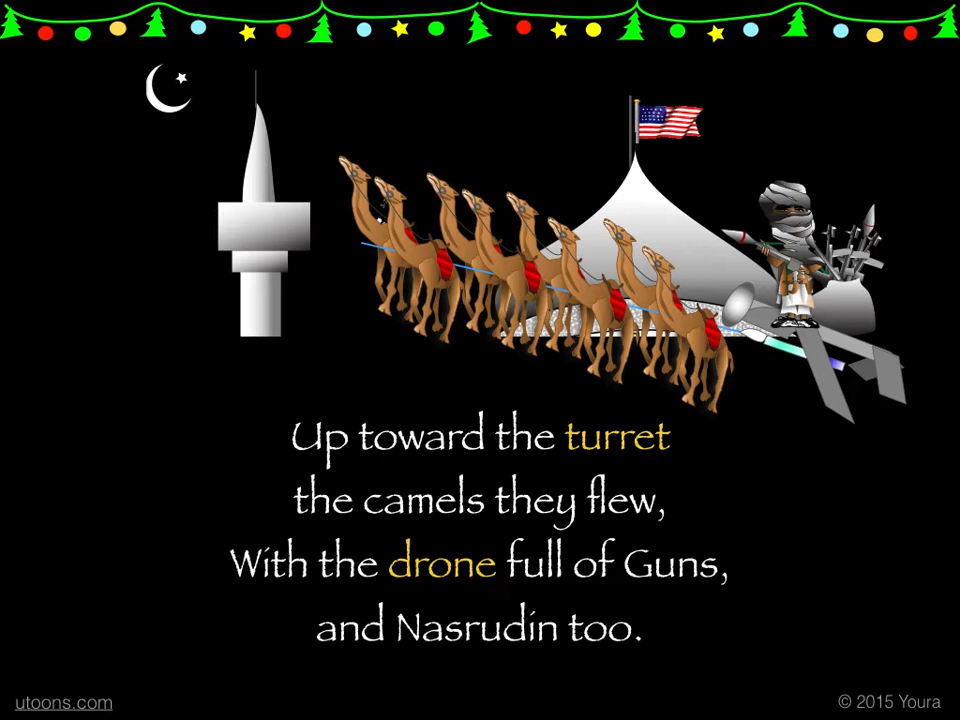 Up toward the turret
the camels they flew,
With the drone full of Guns,
and Nasrudin too.
utoons.com
© 2015 Youra